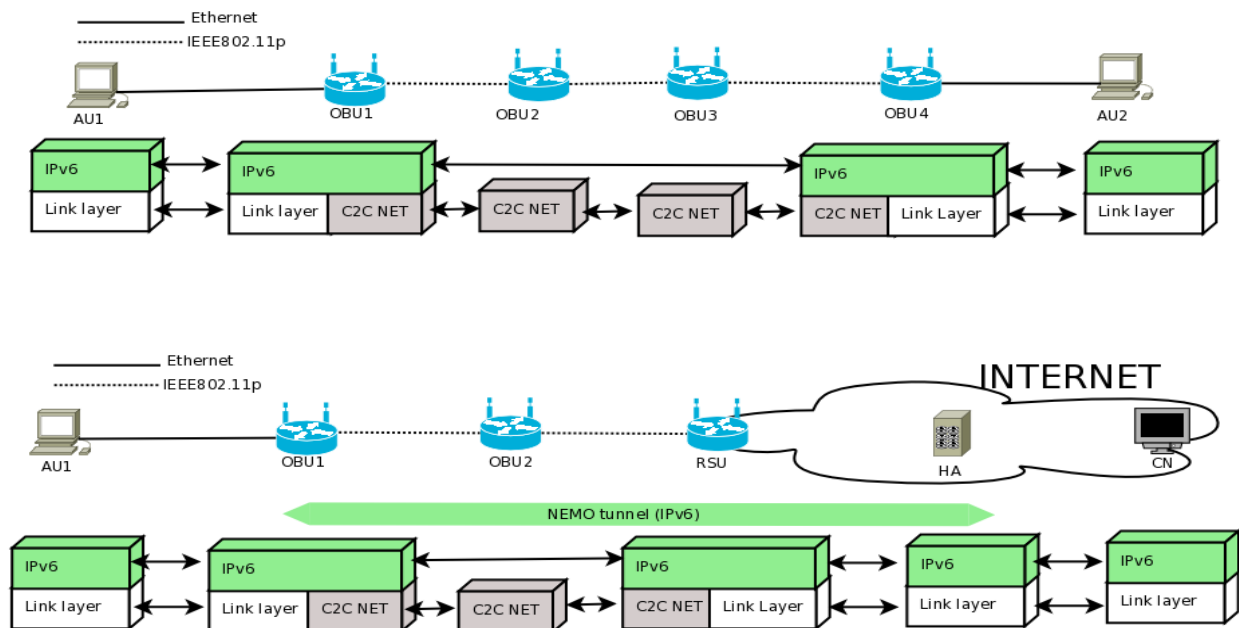 Ethernet
IEEE802.11p
AU1
OBU1
OBU2
OBU3
OBU4
AU2
IPv6
IPv6
IPv6
IPv6
Link layer
Link layer
C2C NET
C2C NET
C2C NET
C2C NET
Link Layer
Link layer
Ethernet
IEEE802.11p
INTERNET
AU1
OBU1
OBU2
RSU
HA
CN
NEMO tunnel (IPv6)
IPv6
IPv6
IPv6
IPv6
IPv6
Link layer
Link layer
C2C NET
C2C NET
C2C NET
Link Layer
Link layer
Link layer